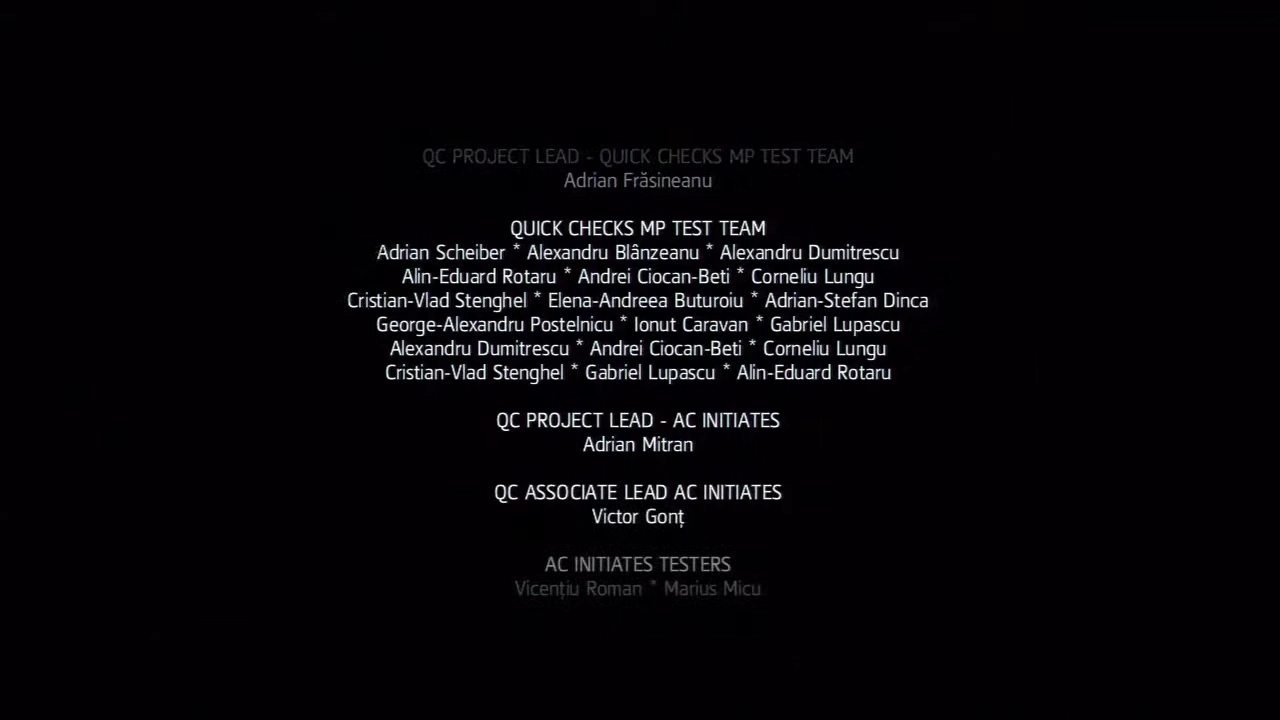 QC PROJECT LEAD - QUICK CHECKS MP TEST TEAM
Adrian Frăsineanu
QUICK CHECKS MP TEST TEAM
Adrian Scheiber * Alexandru Blânzeanu * Alexandru Dumitrescu
Alin-Eduard Rotaru * Andrei Ciocan-Beti * Corneliu Lungu
Cristian-Vlad Stenghel * Elena-Andreea Buturoiu * Adrian-Stefan Dinca
George-Alexandru Postelnicu * Ionut Caravan * Gabriel Lupascu
Alexandru Dumitrescu * Andrei Ciocan-Beti * Corneliu Lungu
Cristian-Vlad Stenghel * Gabriel Lupascu * Alin-Eduard Rotaru
QC PROJECT LEAD - AC INITIATES
Adrian Mitran
QC ASSOCIATE LEAD AC INITIATES
Victor Gonț
AC INITIATES TESTERS
Vicențiu Roman * Marius Micu